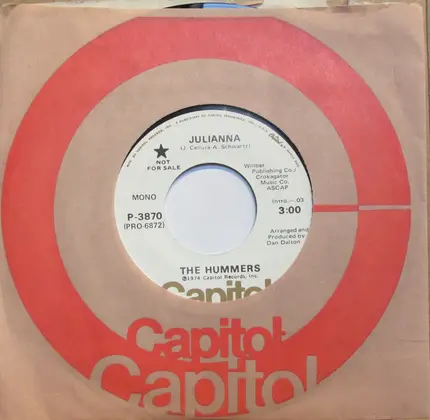 JULIANNA
(J. Cellura-A. Schwartz)
NOT
FOR SALE
MONO
P-3870
(PRO-6872)
Wilber
Publishing Co./
Crokagator
Music Co.
ASCAP
Intro.-.03
3:00
Arranged and
Produced by
Dan Dalton
THE HUMMERS
℗1974 Capitol Records, Inc.
Capitol
Capitol
Capitol